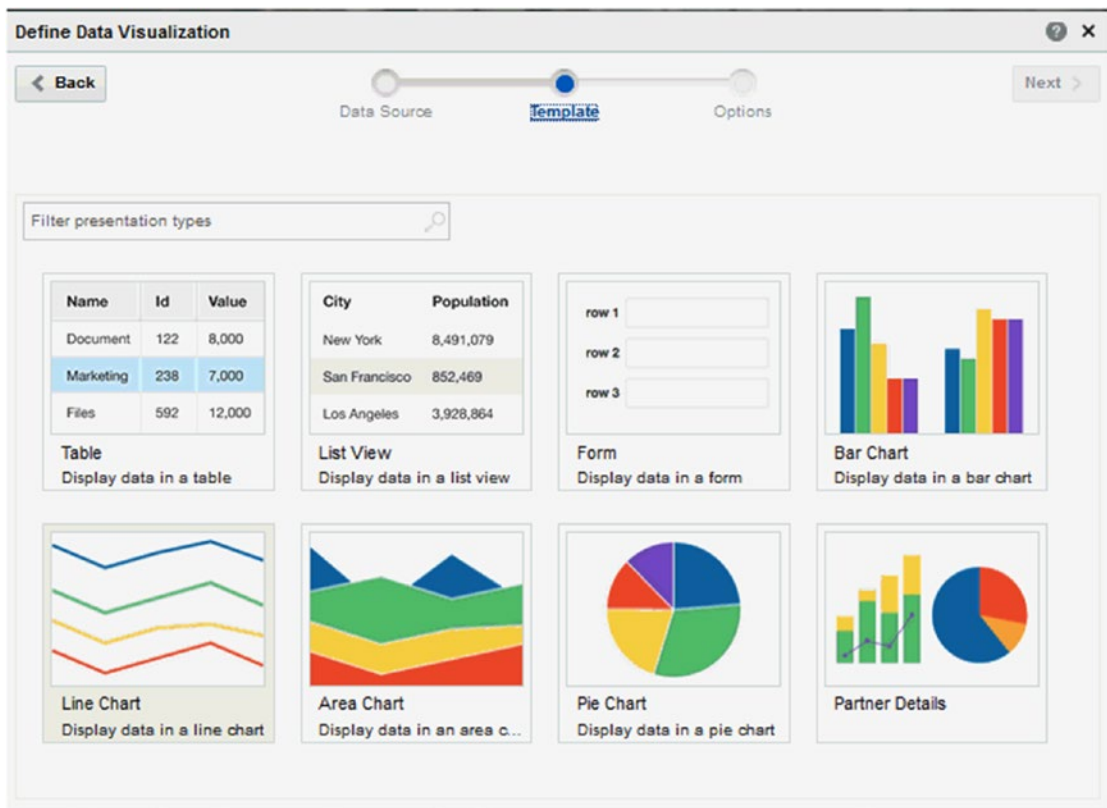 Define Data Visualization
Back
Data Source
Template
Options
Next
Filter presentation types
Name Id Value
Document 122 8,000
Marketing 238 7,000
Files 592 12,000
Table
Display data in a table
City Population
New York 8,491,079
San Francisco 852,469
Los Angeles 3,928,864
List View
Display data in a list view
row 1
row 2
row 3
Form
Display data in a form
Bar Chart
Display data in a bar chart
Line Chart
Display data in a line chart
Area Chart
Display data in an area c...
Pie Chart
Display data in a pie chart
Partner Details